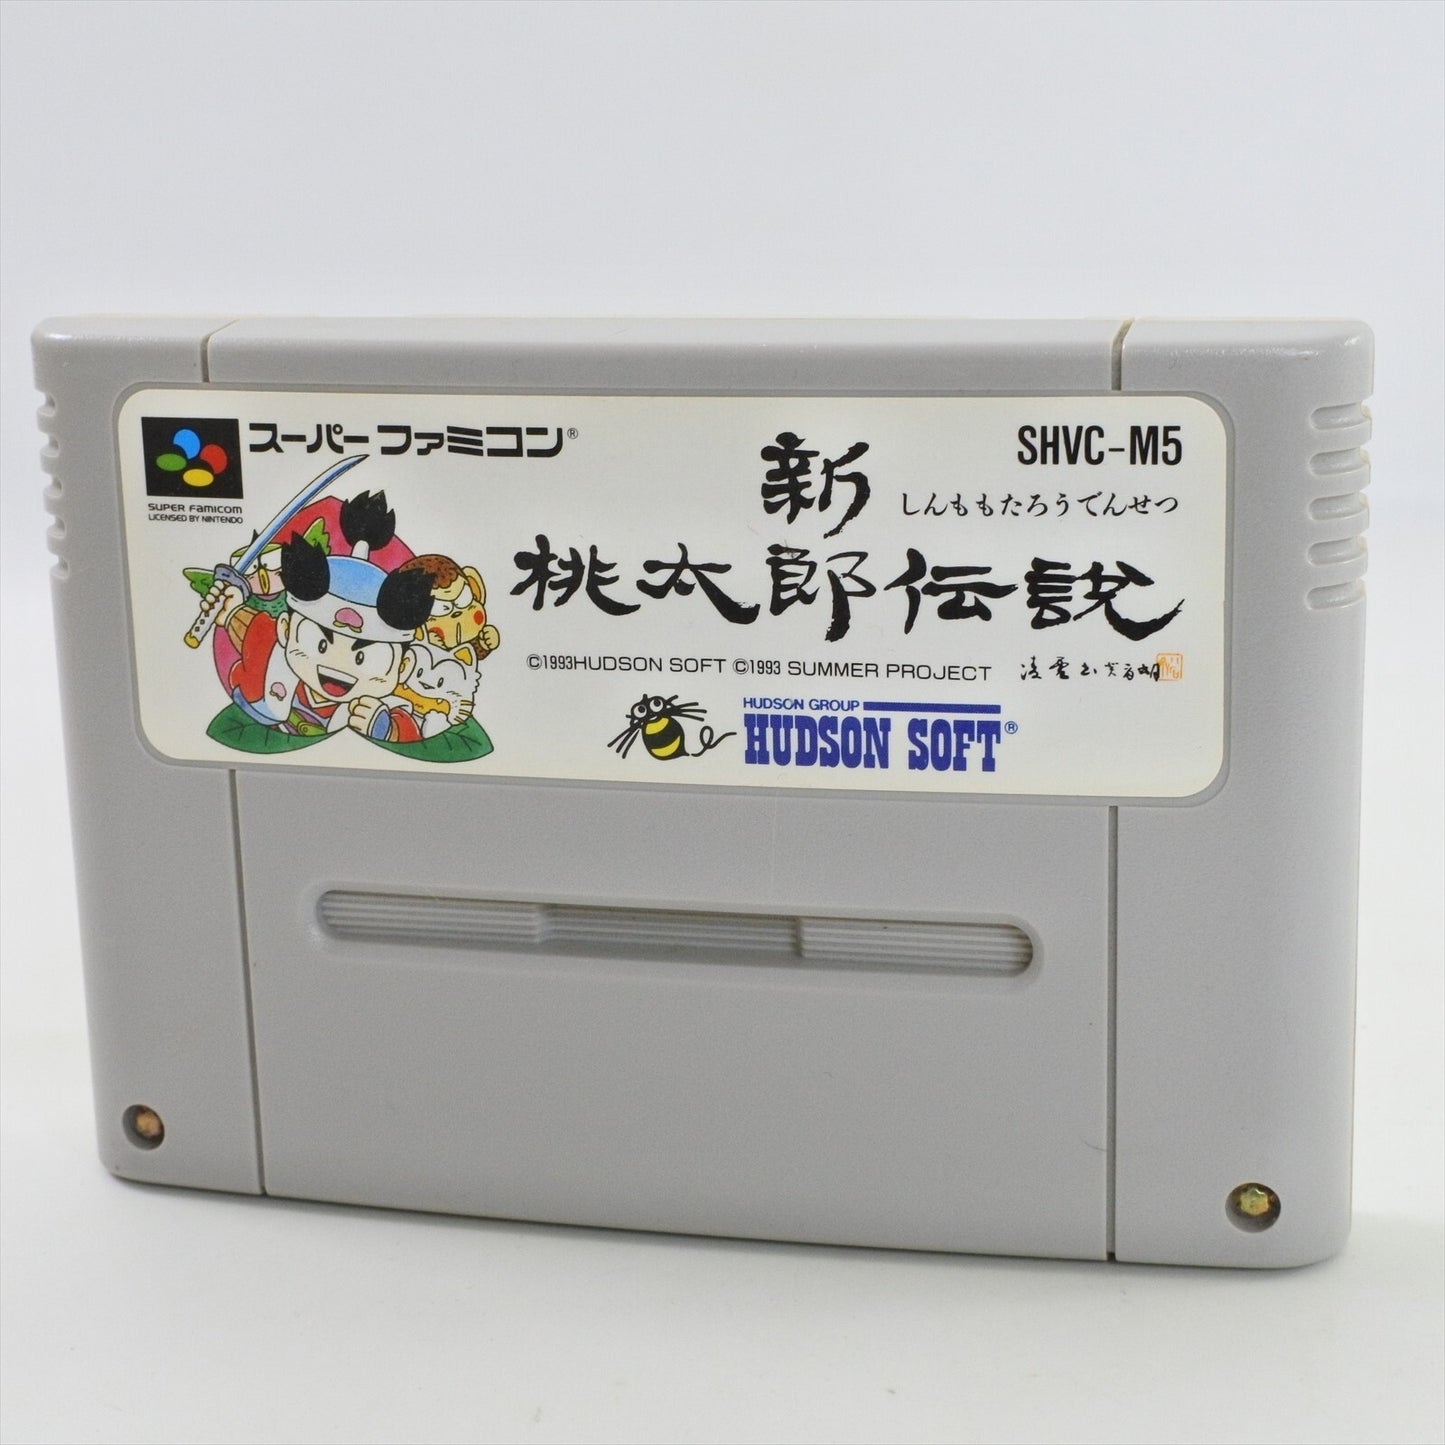 スーパーファミコン®
SUPER FAMICOM
LICENSED BY NINTENDO
SHVC-M5
新
しんももたろうでんせつ
桃太郎伝説
©1993HUDSON SOFT ©1993 SUMMER PROJECT
HUDSON GROUP
HUDSON SOFT®